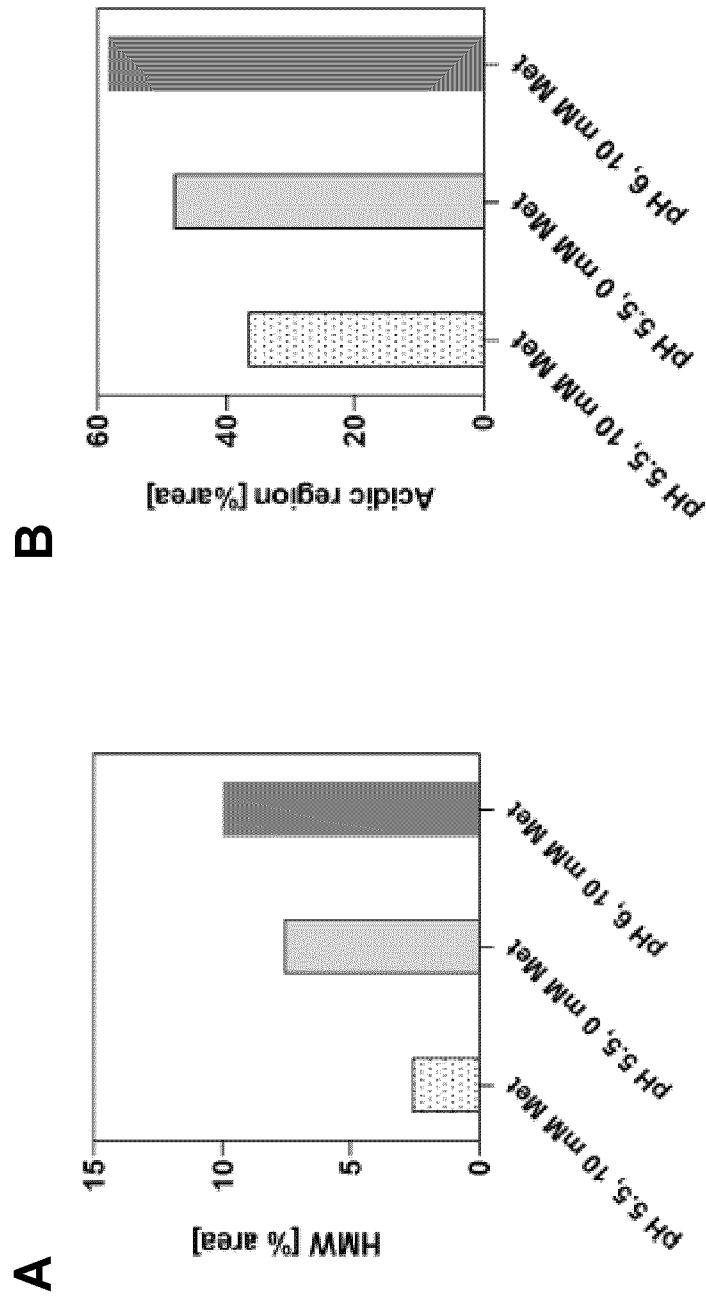 A
HMW [% area]
15
10
5
0
pH 5.5, 10 mM Met
pH 5.5, 0 mM Met
pH 6, 10 mM Met
B
Acidic region [%area]
60
40
20
0
pH 5.5, 10 mM Met
pH 5.5, 0 mM Met
pH 6, 10 mM Met